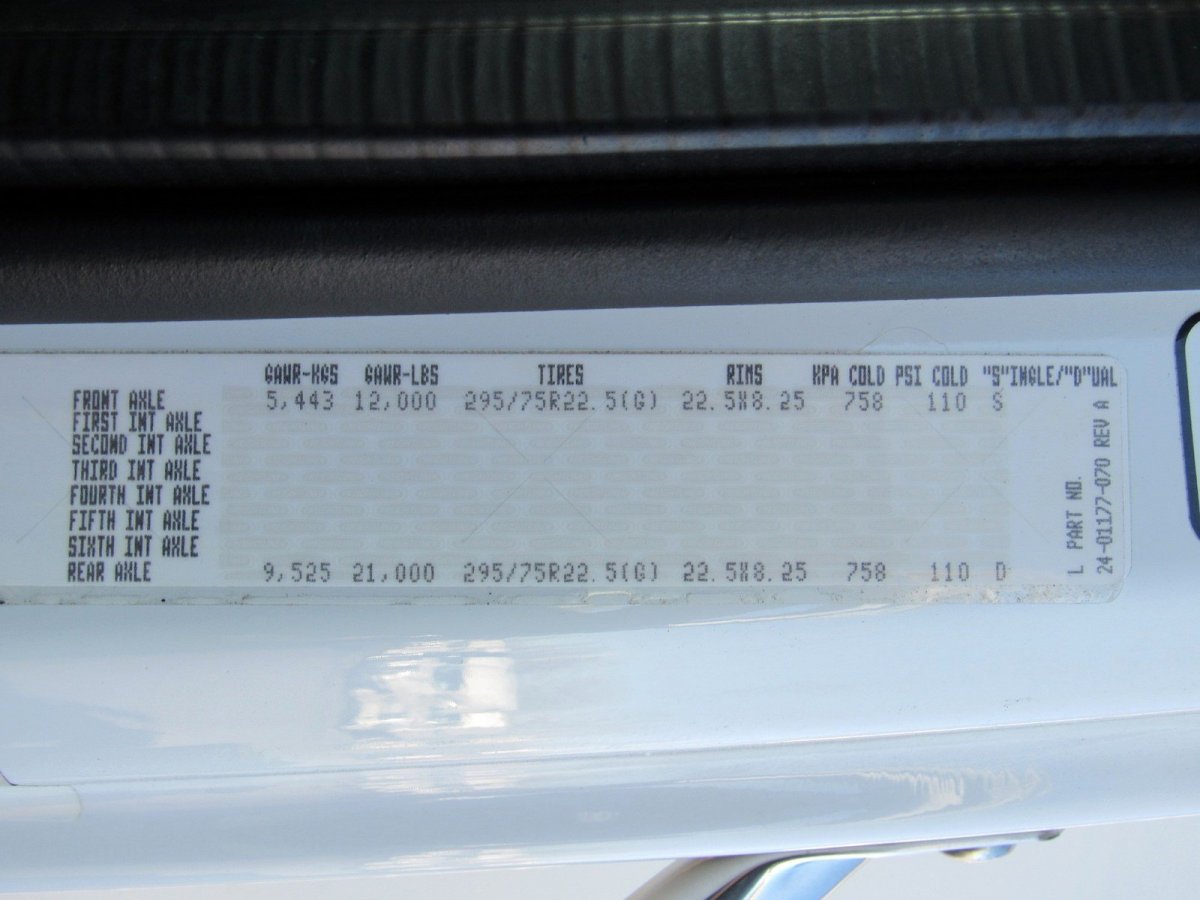 GAWR-KGS GAWR-LBS TIRES RIMS KPA COLD PSI COLD "S"INGLE/"D"UAL
FRONT AXLE 5,443 12,000 295/75R22.5(G) 22.5X8.25 758 110 S
FIRST INT AXLE
SECOND INT AXLE
THIRD INT AXLE
FOURTH INT AXLE
FIFTH INT AXLE
SIXTH INT AXLE
REAR AXLE 9,525 21,000 295/75R22.5(G) 22.5X8.25 758 110 D
L PART NO.
24-01177-070 REV A